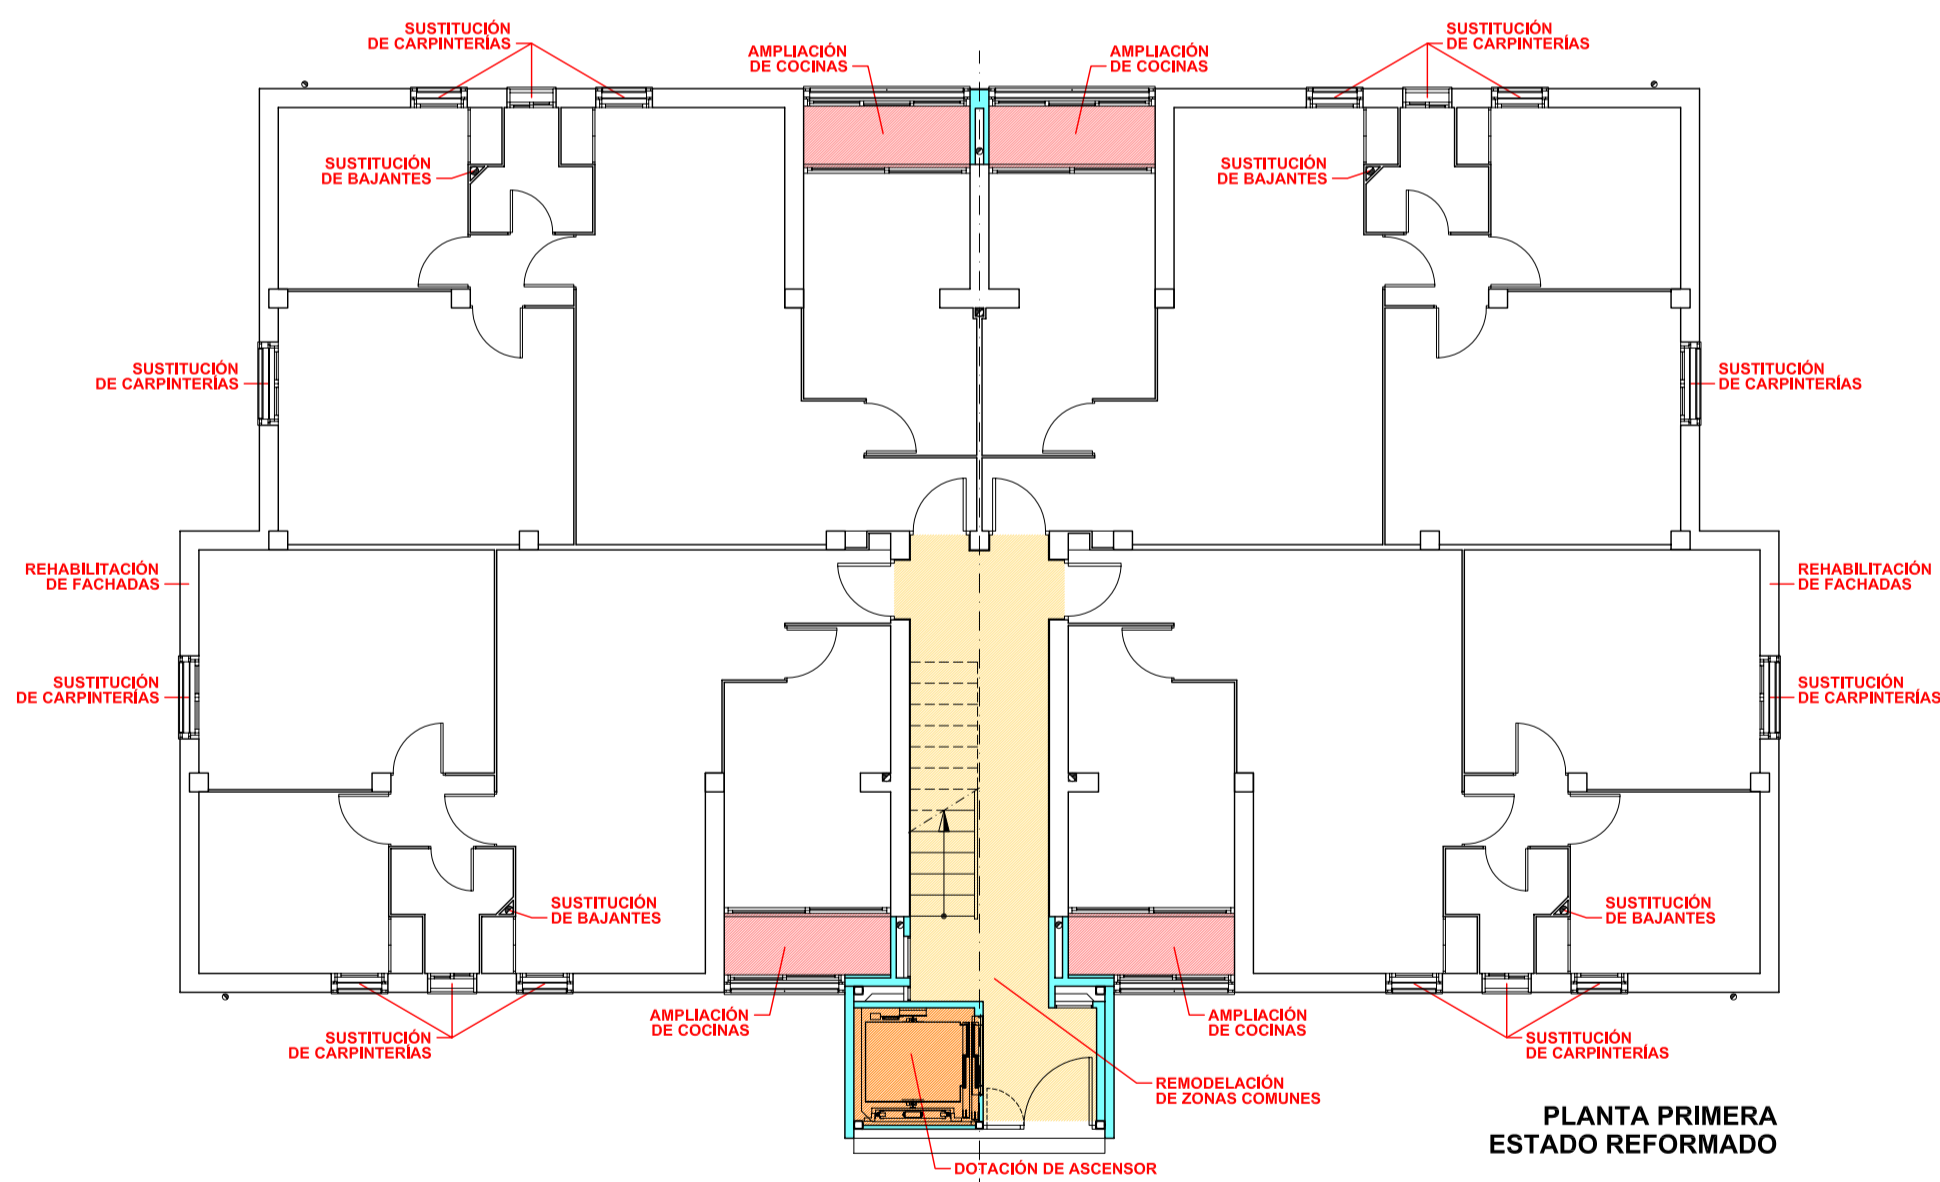 SUSTITUCIÓN
DE CARPINTERÍAS
AMPLIACIÓN
DE COCINAS
AMPLIACIÓN
DE COCINAS
SUSTITUCIÓN
DE CARPINTERÍAS
SUSTITUCIÓN
DE BAJANTES
SUSTITUCIÓN
DE BAJANTES
SUSTITUCIÓN
DE CARPINTERÍAS
SUSTITUCIÓN
DE CARPINTERÍAS
REHABILITACIÓN
DE FACHADAS
REHABILITACIÓN
DE FACHADAS
SUSTITUCIÓN
DE CARPINTERÍAS
SUSTITUCIÓN
DE CARPINTERÍAS
SUSTITUCIÓN
DE BAJANTES
SUSTITUCIÓN
DE BAJANTES
AMPLIACIÓN
DE COCINAS
AMPLIACIÓN
DE COCINAS
SUSTITUCIÓN
DE CARPINTERÍAS
SUSTITUCIÓN
DE CARPINTERÍAS
REMODELACIÓN
DE ZONAS COMUNES
PLANTA PRIMERA
ESTADO REFORMADO
DOTACIÓN DE ASCENSOR